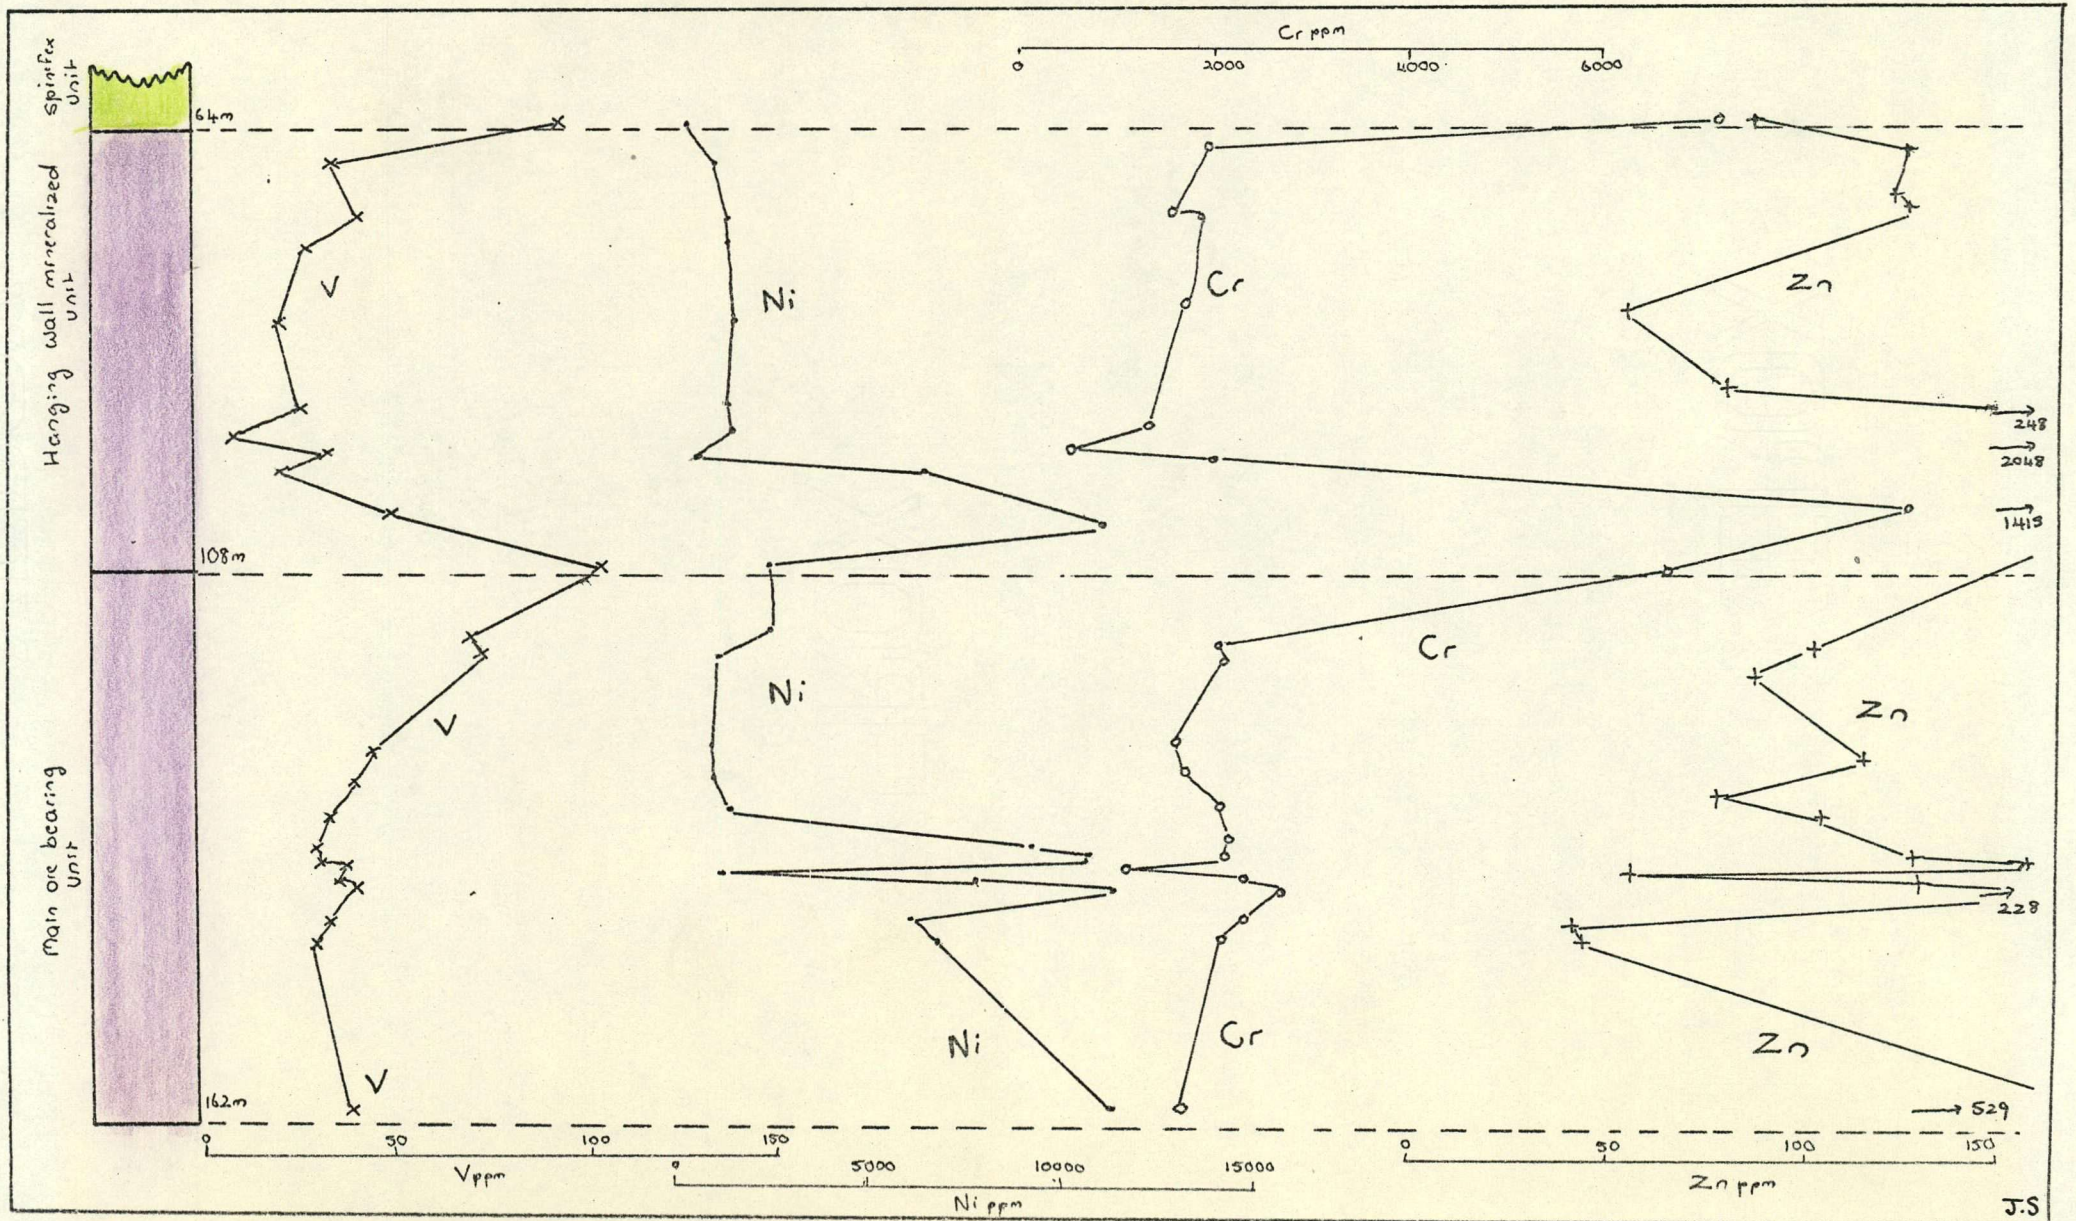 Cr ppm
0 2000 4000 6000
Spinifex
Unit
64m
Hanging wall mineralized
Unit
V
Ni
Cr
Zn
248
2048
1415
108m
Cr
Ni
V
Zn
Main ore bearing
Unit
228
Ni
Cr
Zn
V
162m
529
0 50 100 150
V ppm
0 5000 10000 15000
Ni ppm
0 50 100 150
Zn ppm
J.S